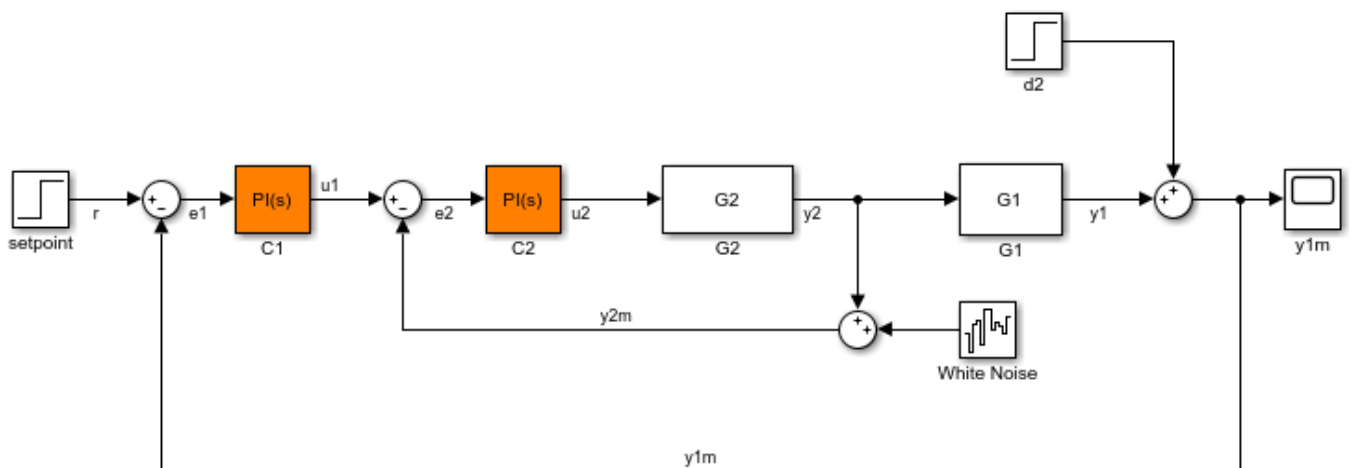 d2
setpoint
r
+
−
e1
PI(s)
C1
u1
+
−
e2
PI(s)
C2
u2
G2
G2
y2
G1
G1
y1
+
+
y1m
y2m
+
+
White Noise
y1m